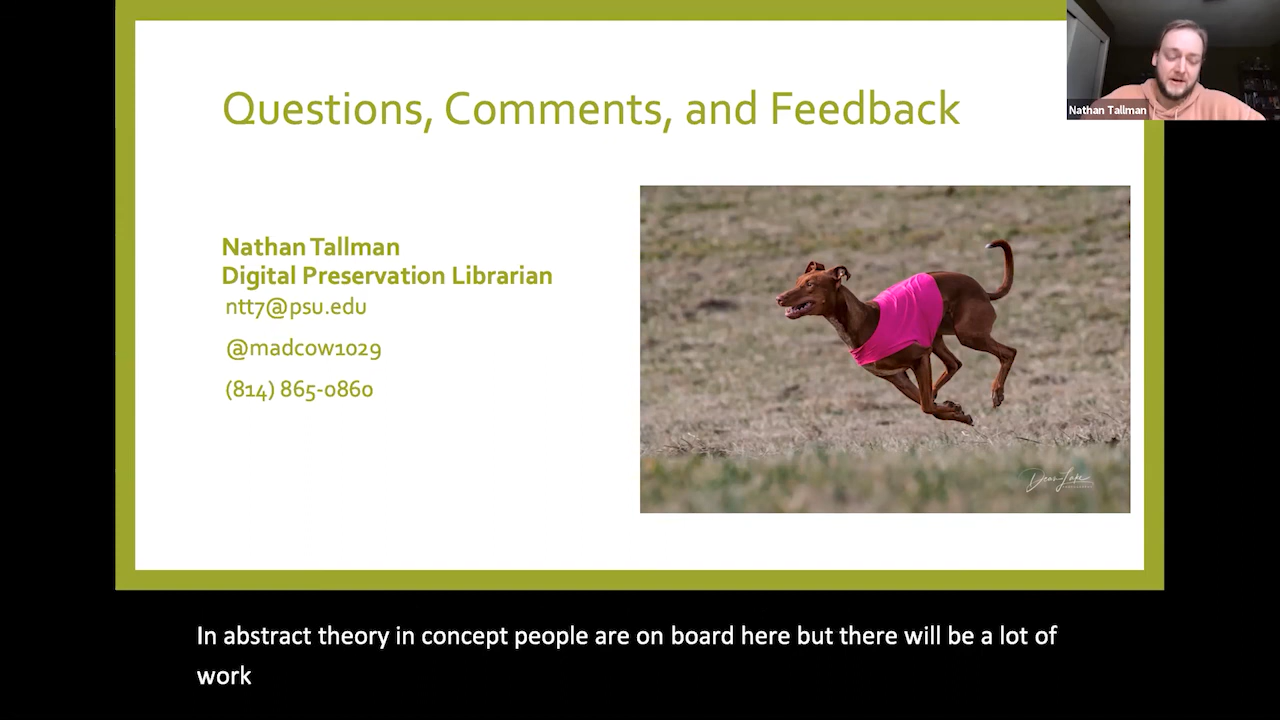 Questions, Comments, and Feedback
Nathan Tallman
Nathan Tallman
Digital Preservation Librarian
ntt7@psu.edu
@madcow1029
(814) 865-0860
In abstract theory in concept people are on board here but there will be a lot of
work